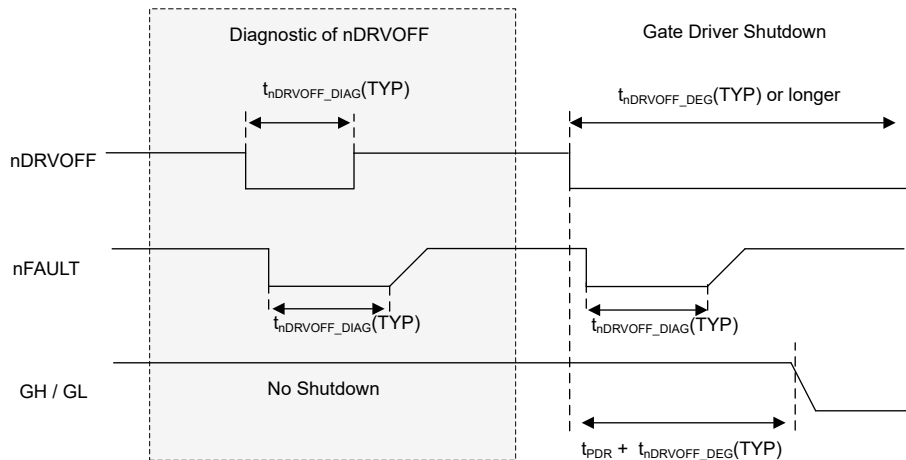 Diagnostic of nDRVOFF
Gate Driver Shutdown
tnDRVOFF_DIAG(TYP)
tnDRVOFF_DEG(TYP) or longer
nDRVOFF
nFAULT
tnDRVOFF_DIAG(TYP)
tnDRVOFF_DIAG(TYP)
GH / GL
No Shutdown
tPDR + tnDRVOFF_DEG(TYP)